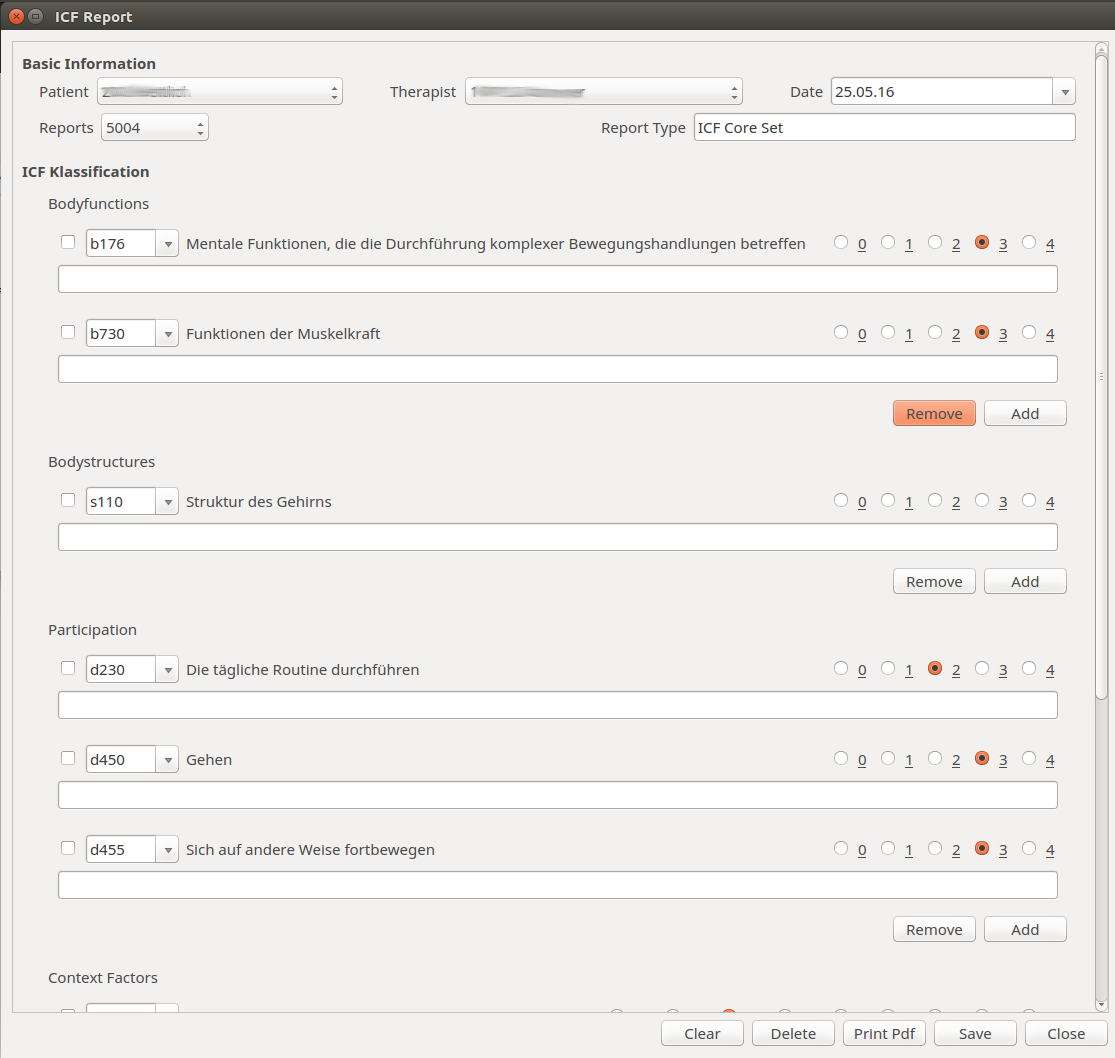 ICF Report
Basic Information
Patient Therapist Date 25.05.16
Reports 5004 Report Type ICF Core Set
ICF Klassification
Bodyfunctions
b176 Mentale Funktionen, die die Durchführung komplexer Bewegungshandlungen betreffen 0 1 2 3 4
b730 Funktionen der Muskelkraft 0 1 2 3 4
Remove Add
Bodystructures
s110 Struktur des Gehirns 0 1 2 3 4
Remove Add
Participation
d230 Die tägliche Routine durchführen 0 1 2 3 4
d450 Gehen 0 1 2 3 4
d455 Sich auf andere Weise fortbewegen 0 1 2 3 4
Remove Add
Context Factors
Clear Delete Print Pdf Save Close